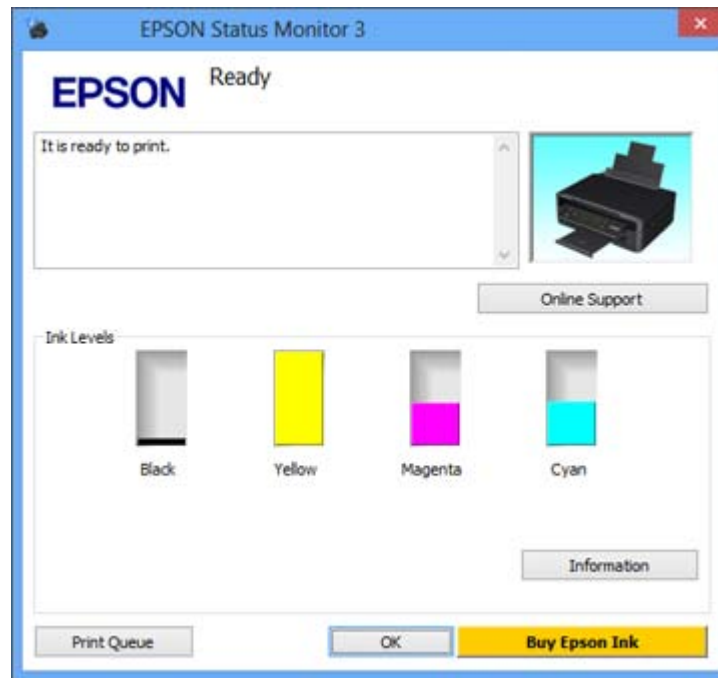 EPSON Status Monitor 3
EPSON
Ready
It is ready to print.
Online Support
Ink Levels
Black
Yellow
Magenta
Cyan
Information
Print Queue
OK
Buy Epson Ink